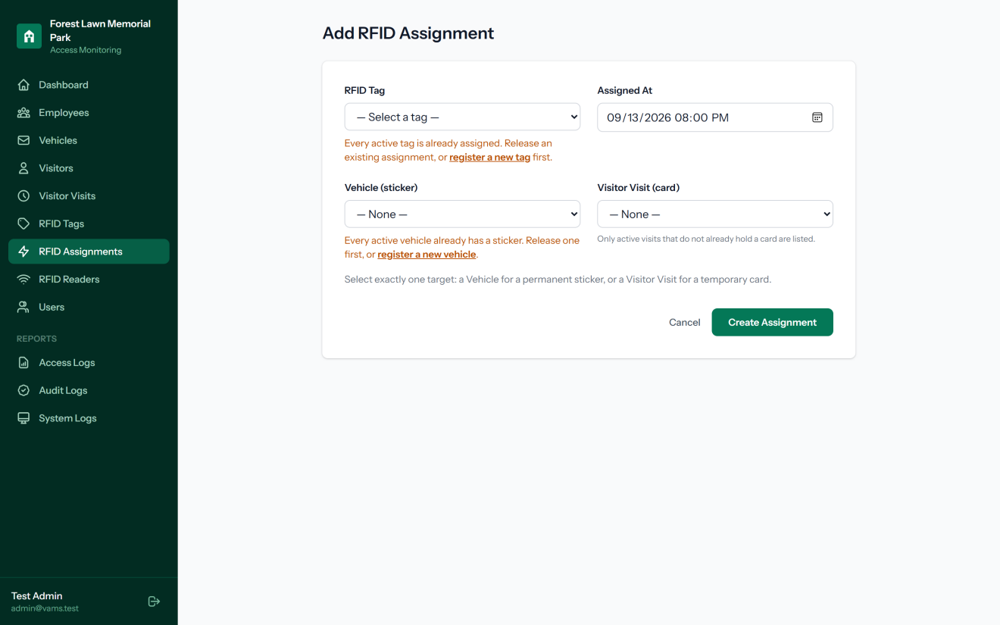 Forest Lawn Memorial
Park
Access Monitoring
Dashboard
Employees
Vehicles
Visitors
Visitor Visits
RFID Tags
RFID Assignments
RFID Readers
Users
REPORTS
Access Logs
Audit Logs
System Logs
Test Admin
admin@vams.test
Add RFID Assignment
RFID Tag
— Select a tag —
Every active tag is already assigned. Release an
existing assignment, or register a new tag first.
Assigned At
09/13/2026 08:00 PM
Vehicle (sticker)
— None —
Every active vehicle already has a sticker. Release one
first, or register a new vehicle.
Visitor Visit (card)
— None —
Only active visits that do not already hold a card are listed.
Select exactly one target: a Vehicle for a permanent sticker, or a Visitor Visit for a temporary card.
Cancel
Create Assignment